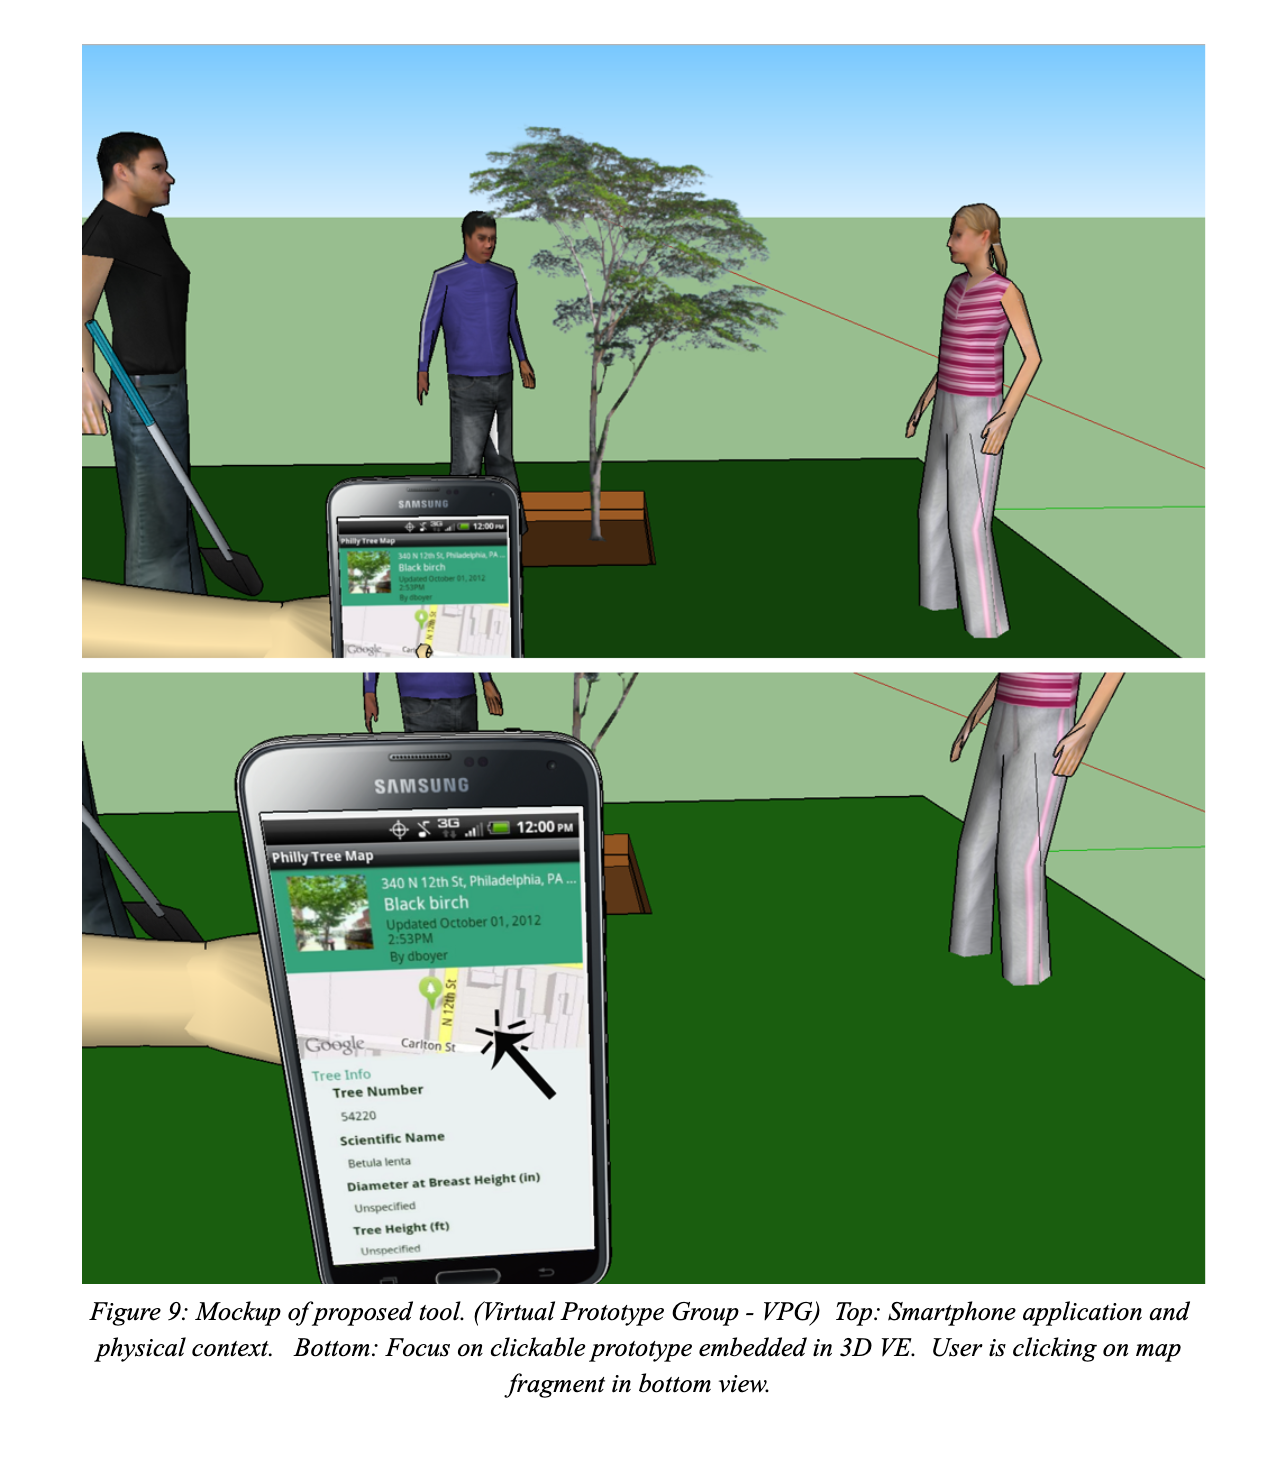 SAMSUNG
12:00 PM
Philly Tree Map
340 N 12th St, Philadelphia, PA ...
Black birch
Updated October 01, 2012
2:53PM
By dboyer
N 12th St
Google
Carl
SAMSUNG
3G
12:00 PM
Philly Tree Map
340 N 12th St, Philadelphia, PA ...
Black birch
Updated October 01, 2012
2:53PM
By dboyer
N 12th St
Google
Carlton St
Tree Info
Tree Number
54220
Scientific Name
Betula lenta
Diameter at Breast Height (in)
Unspecified
Tree Height (ft)
Unspecified
Figure 9: Mockup of proposed tool. (Virtual Prototype Group - VPG) Top: Smartphone application and
physical context. Bottom: Focus on clickable prototype embedded in 3D VE. User is clicking on map
fragment in bottom view.